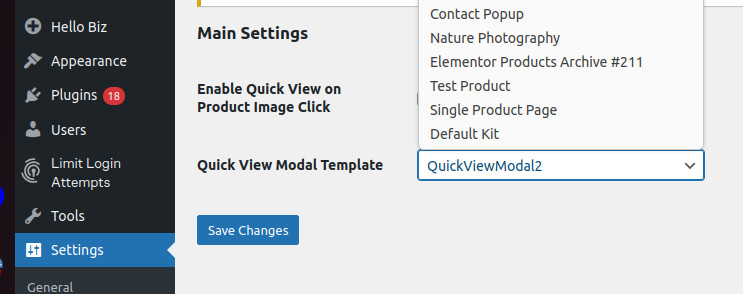 Hello Biz
Appearance
Plugins 18
Users
Limit Login
Attempts
Tools
Settings
General
Main Settings
Enable Quick View on
Product Image Click
Quick View Modal Template
Contact Popup
Nature Photography
Elementor Products Archive #211
Test Product
Single Product Page
Default Kit
QuickViewModal2
Save Changes